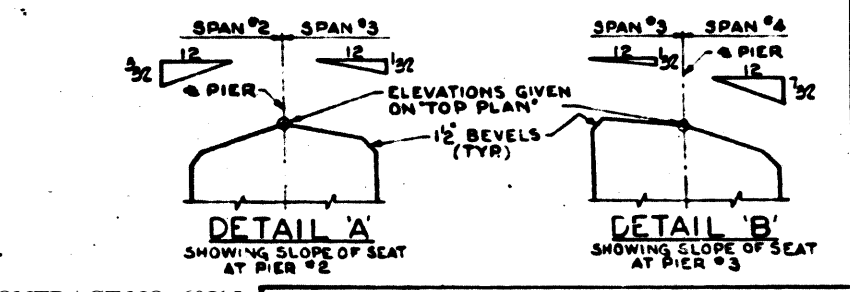 SPAN #2 SPAN #3
12
12
1/32
℄ PIER
ELEVATIONS GIVEN
ON "TOP PLAN"
1½" BEVELS
(TYP.)
DETAIL 'A'
SHOWING SLOPE OF SEAT
AT PIER #2
SPAN #3 SPAN #4
12
1/32
℄ PIER
12
7/32
DETAIL 'B'
SHOWING SLOPE OF SEAT
AT PIER #3